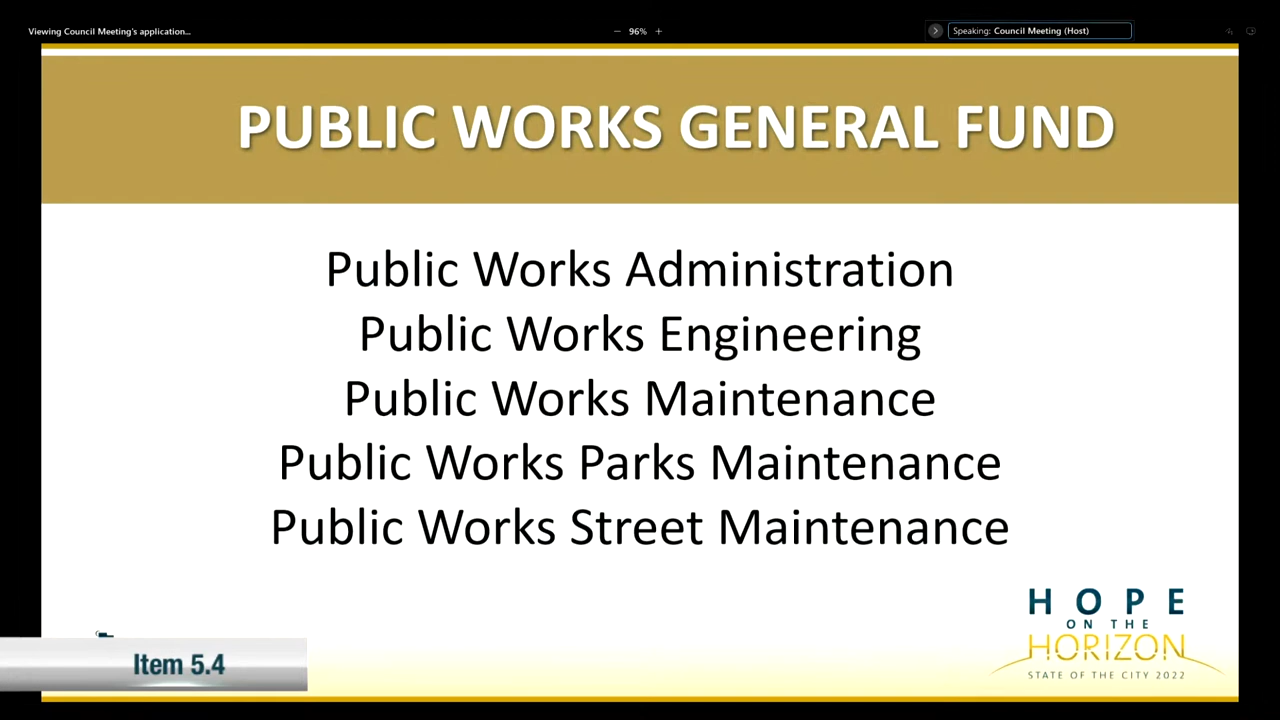 Viewing Council Meeting's application...
− 96% +
Speaking: Council Meeting (Host)
PUBLIC WORKS GENERAL FUND
Public Works Administration
Public Works Engineering
Public Works Maintenance
Public Works Parks Maintenance
Public Works Street Maintenance
HOPE
ON THE
HORIZON
STATE OF THE CITY 2022
Item 5.4